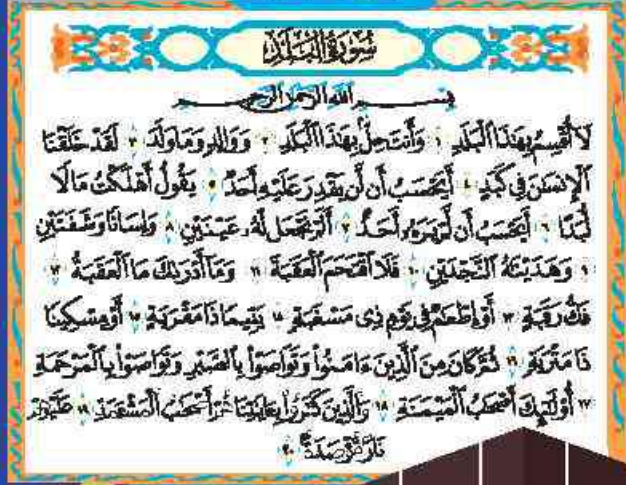 سُورَةُ الْبَلَدِ
بِسْمِ اللَّهِ الرَّحْمَٰنِ الرَّحِيمِ
لَا أُقْسِمُ بِهَٰذَا الْبَلَدِ ١ وَأَنتَ حِلٌّ بِهَٰذَا الْبَلَدِ ٢ وَوَالِدٍ وَمَا وَلَدَ ٣ لَقَدْ خَلَقْنَا
الْإِنسَٰنَ فِي كَبَدٍ ٤ أَيَحْسَبُ أَن لَّن يَقْدِرَ عَلَيْهِ أَحَدٌ ٥ يَقُولُ أَهْلَكْتُ مَالًا
لُّبَدًا ٦ أَيَحْسَبُ أَن لَّمْ يَرَهُ أَحَدٌ ٧ أَلَمْ نَجْعَل لَّهُ عَيْنَيْنِ ٨ وَلِسَانًا وَشَفَتَيْنِ
٩ وَهَدَيْنَٰهُ النَّجْدَيْنِ ١٠ فَلَا اقْتَحَمَ الْعَقَبَةَ ١١ وَمَا أَدْرَىٰكَ مَا الْعَقَبَةُ ١٢
فَكُّ رَقَبَةٍ ١٣ أَوْ إِطْعَٰمٌ فِي يَوْمٍ ذِي مَسْغَبَةٍ ١٤ يَتِيمًا ذَا مَقْرَبَةٍ ١٥ أَوْ مِسْكِينًا
ذَا مَتْرَبَةٍ ١٦ ثُمَّ كَانَ مِنَ الَّذِينَ ءَامَنُوا وَتَوَاصَوْا بِالصَّبْرِ وَتَوَاصَوْا بِالْمَرْحَمَةِ
١٧ أُولَٰئِكَ أَصْحَٰبُ الْمَيْمَنَةِ ١٨ وَالَّذِينَ كَفَرُوا بِـَٔايَٰتِنَا هُمْ أَصْحَٰبُ الْمَشْـَٔمَةِ ١٩ عَلَيْهِمْ
نَارٌ مُّؤْصَدَةٌ ٢٠